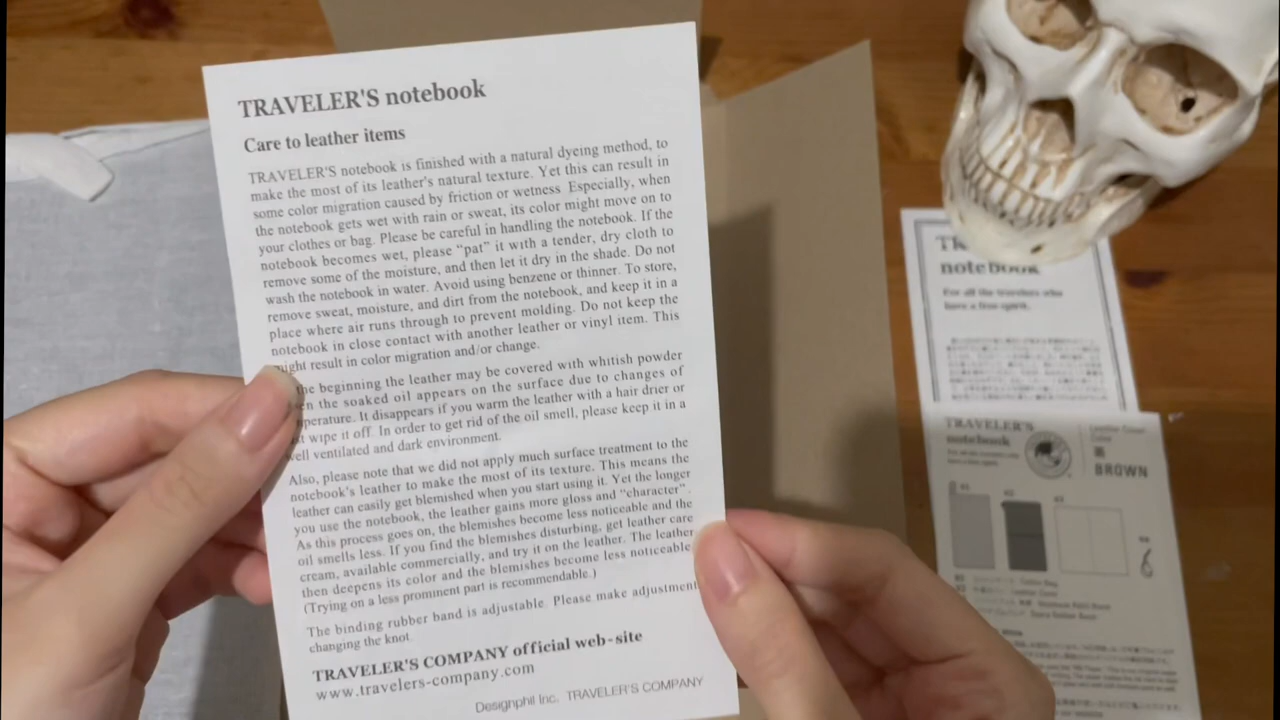 TRAVELER'S notebook
Care to leather items
TRAVELER'S notebook is finished with a natural dyeing method, to
make the most of its leather's natural texture. Yet this can result in
some color migration caused by friction or wetness Especially, when
the notebook gets wet with rain or sweat, its color might move on to
your clothes or bag. Please be careful in handling the notebook. If the
notebook becomes wet, please “pat” it with a tender, dry cloth to
remove some of the moisture, and then let it dry in the shade. Do not
wash the notebook in water. Avoid using benzene or thinner. To store,
remove sweat, moisture, and dirt from the notebook, and keep it in a
place where air runs through to prevent molding. Do not keep the
notebook in close contact with another leather or vinyl item. This
might result in color migration and/or change.
the beginning the leather may be covered with whitish powder
the soaked oil appears on the surface due to changes of
It disappears if you warm the leather with a hair drier or
wipe it off. In order to get rid of the oil smell, please keep it in a
well ventilated and dark environment.
Also, please note that we did not apply much surface treatment to the
notebook's leather to make the most of its texture. This means the
leather can easily get blemished when you start using it. Yet the longer
you use the notebook, the leather gains more gloss and “character”.
As this process goes on, the blemishes become less noticeable and the
oil smells less. If you find the blemishes disturbing, get leather care
cream, available commercially, and try it on the leather. The leather
then deepens its color and the blemishes become less noticeable
(Trying on a less prominent part is recommendable.)
The binding rubber band is adjustable. Please make adjustment
changing the knot.
TRAVELER'S COMPANY official web-site
www.travelers-company.com
Designphil Inc. TRAVELER'S COMPANY
notebook
For all the travelers who
have a free spirit.
TRAVELER'S
notebook
BROWN